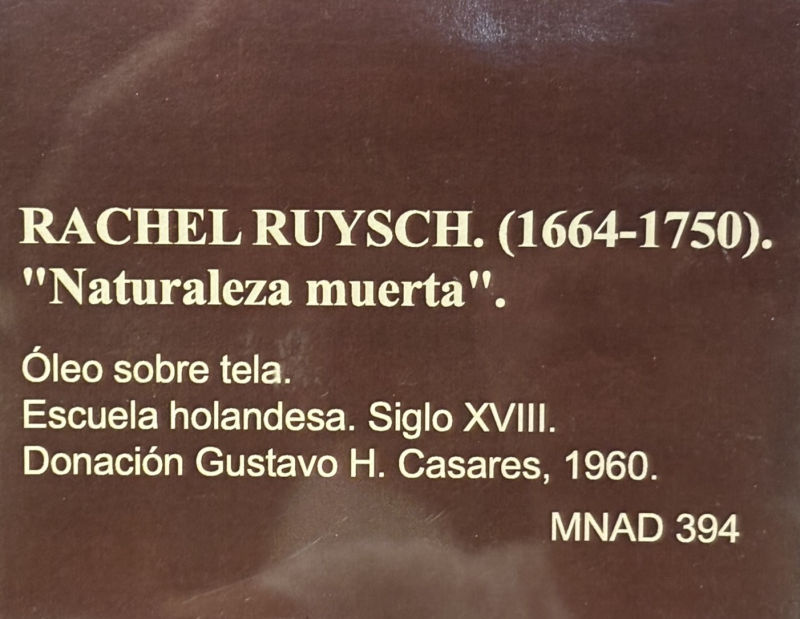 RACHEL RUYSCH. (1664-1750).
"Naturaleza muerta".
Óleo sobre tela.
Escuela holandesa. Siglo XVIII.
Donación Gustavo H. Casares, 1960.
MNAD 394